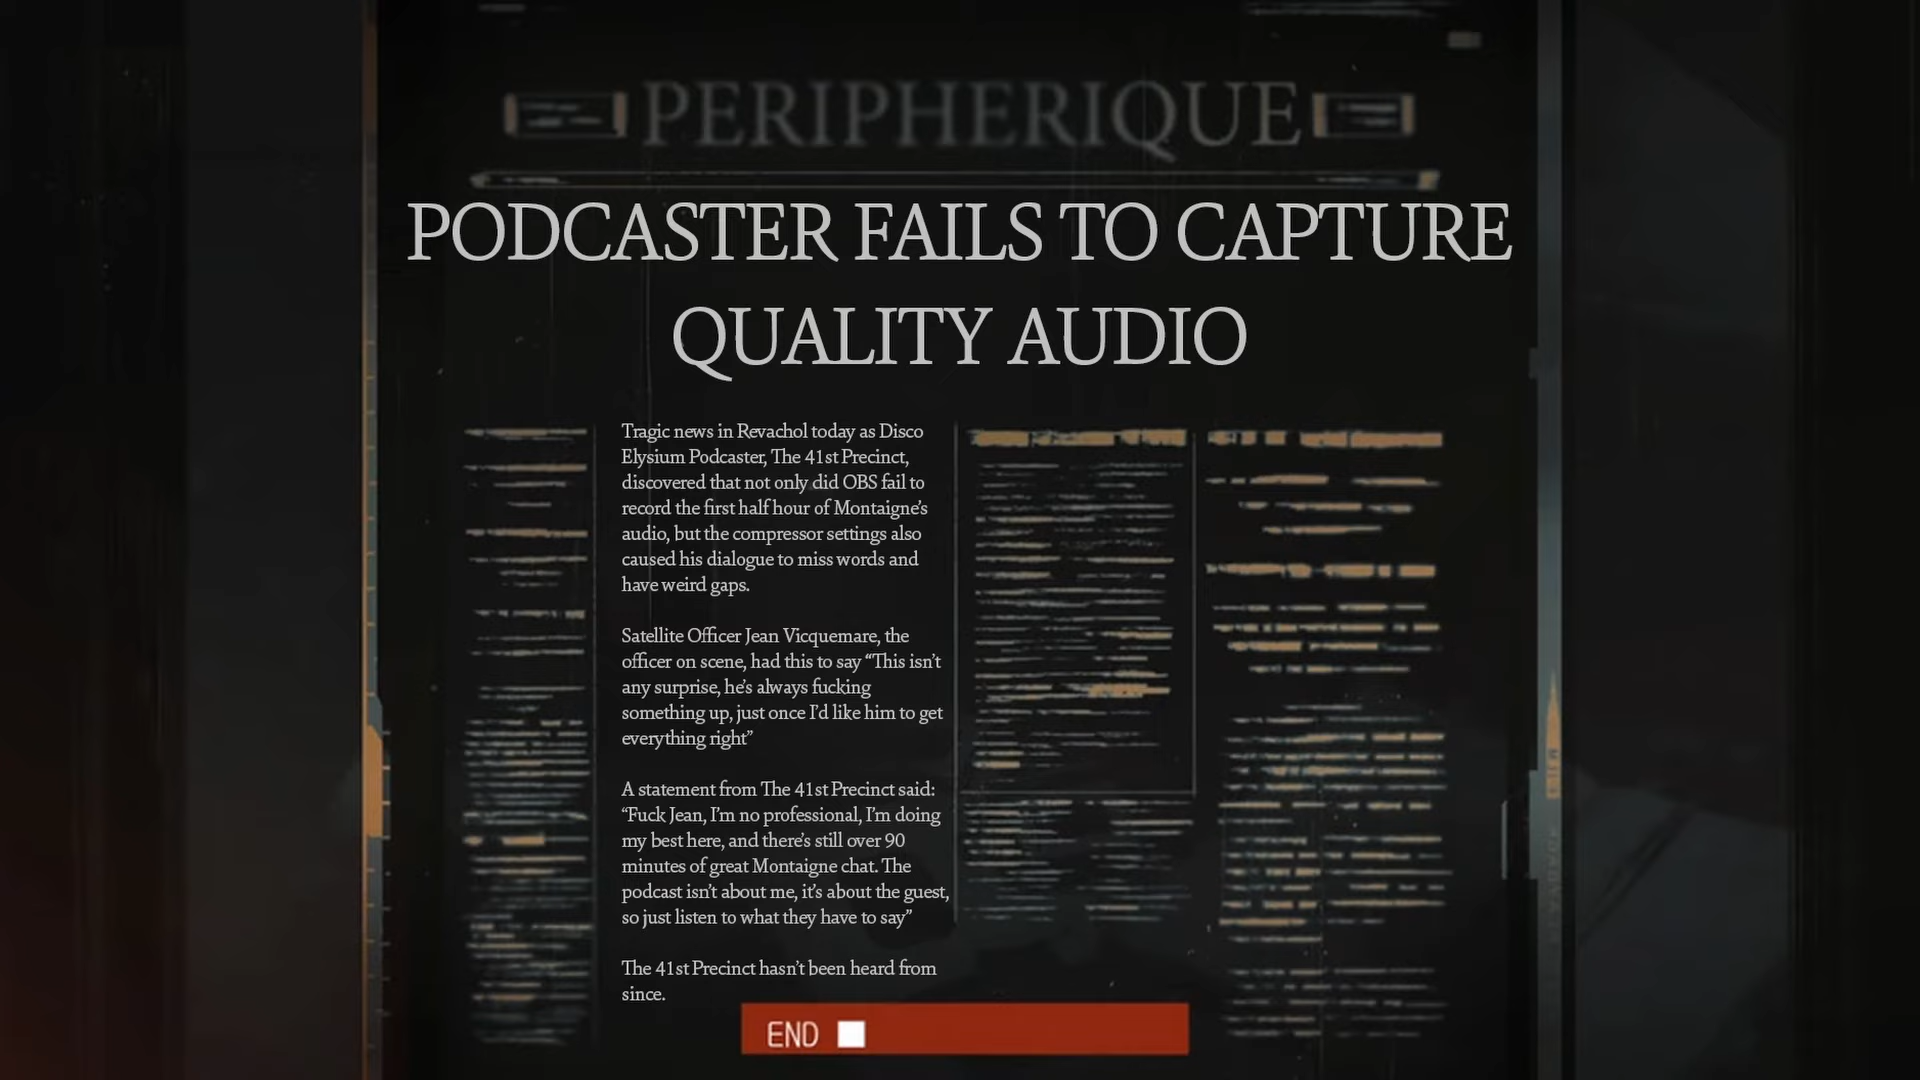 PERIPHERIQUE
PODCASTER FAILS TO CAPTURE
QUALITY AUDIO
Tragic news in Revachol today as Disco
Elysium Podcaster, The 41st Precinct,
discovered that not only did OBS fail to
record the first half hour of Montaigne's
audio, but the compressor settings also
caused his dialogue to miss words and
have weird gaps.
Satellite Officer Jean Vicquemare, the
officer on scene, had this to say “This isn't
any surprise, he's always fucking
something up, just once I'd like him to get
everything right”
A statement from The 41st Precinct said:
“Fuck Jean, I'm no professional, I'm doing
my best here, and there's still over 90
minutes of great Montaigne chat. The
podcast isn't about me, it's about the guest,
so just listen to what they have to say”
The 41st Precinct hasn't been heard from
since.
END